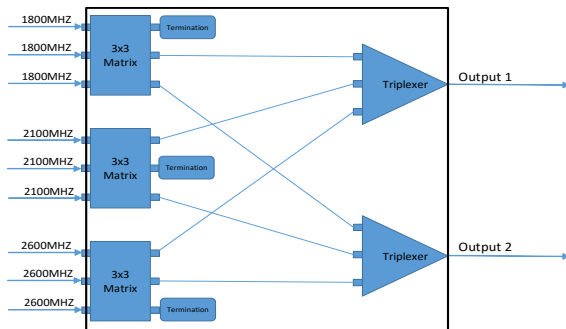 1800MHZ
1800MHZ
1800MHZ
3x3
Matrix
Termination
2100MHZ
2100MHZ
2100MHZ
3x3
Matrix
Termination
2600MHZ
2600MHZ
2600MHZ
3x3
Matrix
Termination
Triplexer
Output 1
Triplexer
Output 2